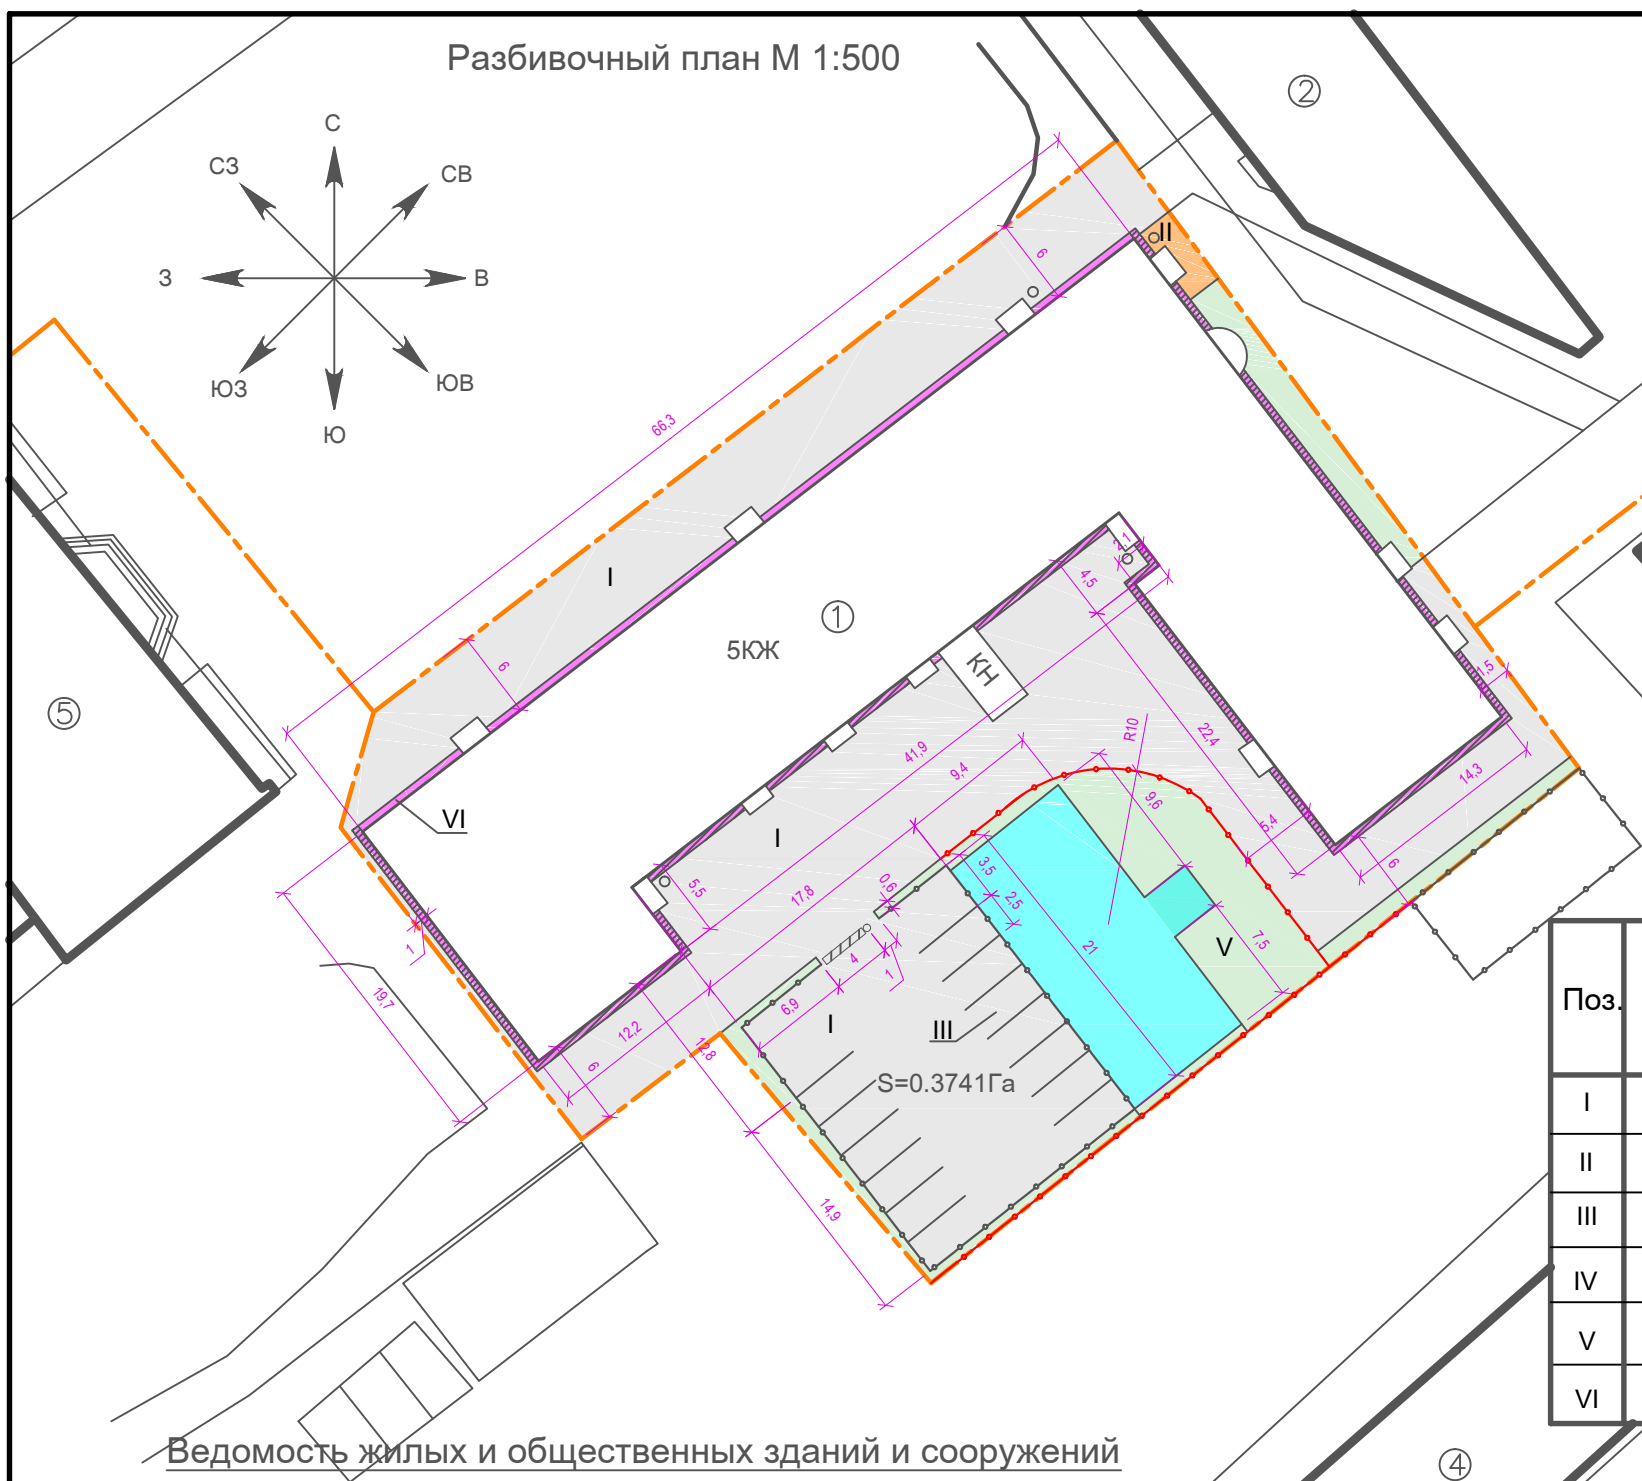 Разбивочный план М 1:500
С
СЗ
СВ
З
В
ЮЗ
ЮВ
Ю
2
II
6
66,3
I
2,1
4,5
1
5КЖ
КН
6
5
1,5
R10
22,4
41,9
9,4
14,3
VI
9,6
5,4
I
3,5
6
5,5
0,6
17,8
2,5
21
7,5
V
1
4
1
19,7
6,9
I
III
12,2
12,8
6
S=0.3741Га
14,9
Поз.
I
II
III
IV
V
VI
Ведомость жилых и общественных зданий и сооружений
4